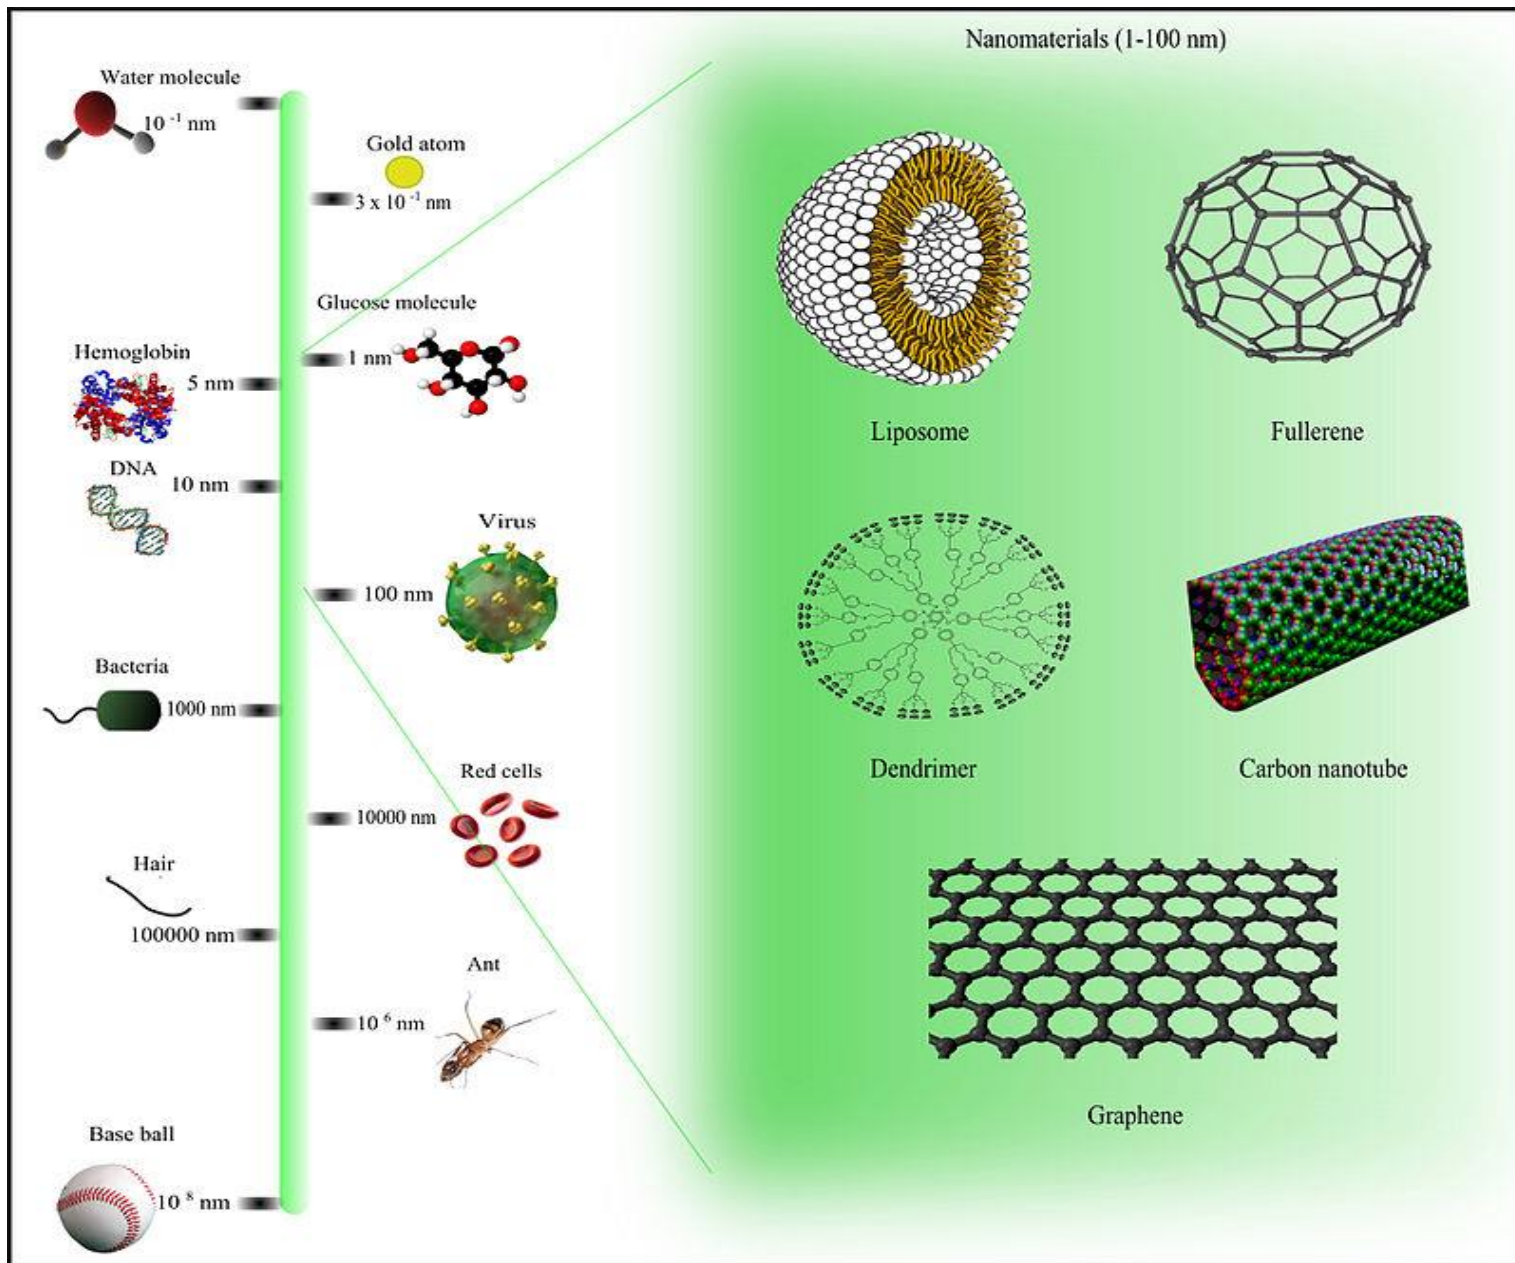 Nanomaterials (1-100 nm)
Water molecule
10 ⁻¹ nm
Gold atom
3 x 10 ⁻¹ nm
Glucose molecule
1 nm
Hemoglobin
5 nm
DNA
10 nm
Virus
100 nm
Bacteria
1000 nm
Red cells
10000 nm
Hair
100000 nm
Ant
10 ⁶ nm
Base ball
10 ⁸ nm
Liposome
Fullerene
Dendrimer
Carbon nanotube
Graphene